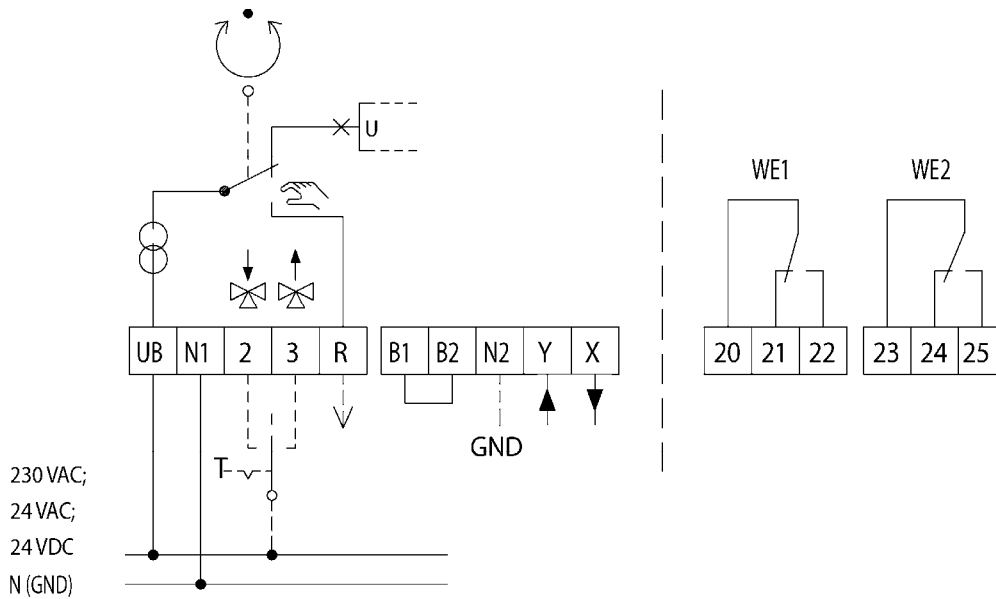 U
WE1
WE2
UB N1 2 3 R
B1 B2 N2 Y X
20 21 22
23 24 25
GND
T
230 VAC;
24 VAC;
24 VDC
N (GND)